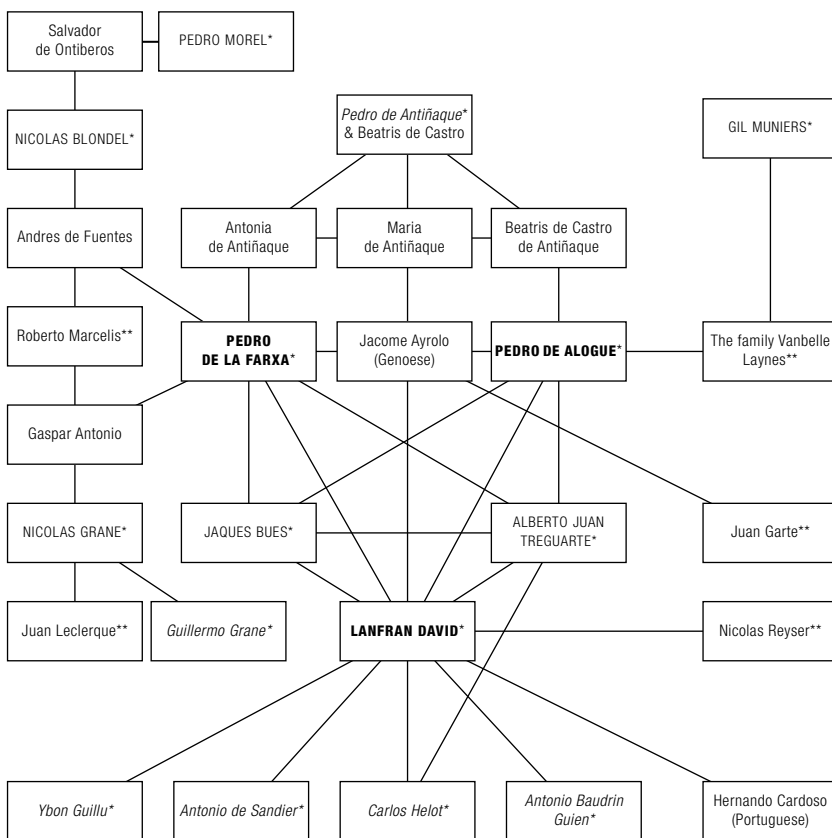 Salvador
de Ontiberos
PEDRO MOREL*
Pedro de Antiñaque*
& Beatris de Castro
NICOLAS BLONDEL*
GIL MUNIERS*
Andres de Fuentes
Antonia
de Antiñaque
Maria
de Antiñaque
Beatris de Castro
de Antiñaque
Roberto Marcelis**
PEDRO
DE LA FARXA*
Jacome Ayrolo
(Genoese)
PEDRO DE ALOGUE*
The family Vanbelle
Laynes**
Gaspar Antonio
NICOLAS GRANE*
JAQUES BUES*
ALBERTO JUAN
TREGUARTE*
Juan Garte**
Juan Leclerque**
Guillermo Grane*
LANFRAN DAVID*
Nicolas Reyser**
Ybon Guillu*
Antonio de Sandier*
Carlos Helot*
Antonio Baudrin
Guien*
Hernando Cardoso
(Portuguese)